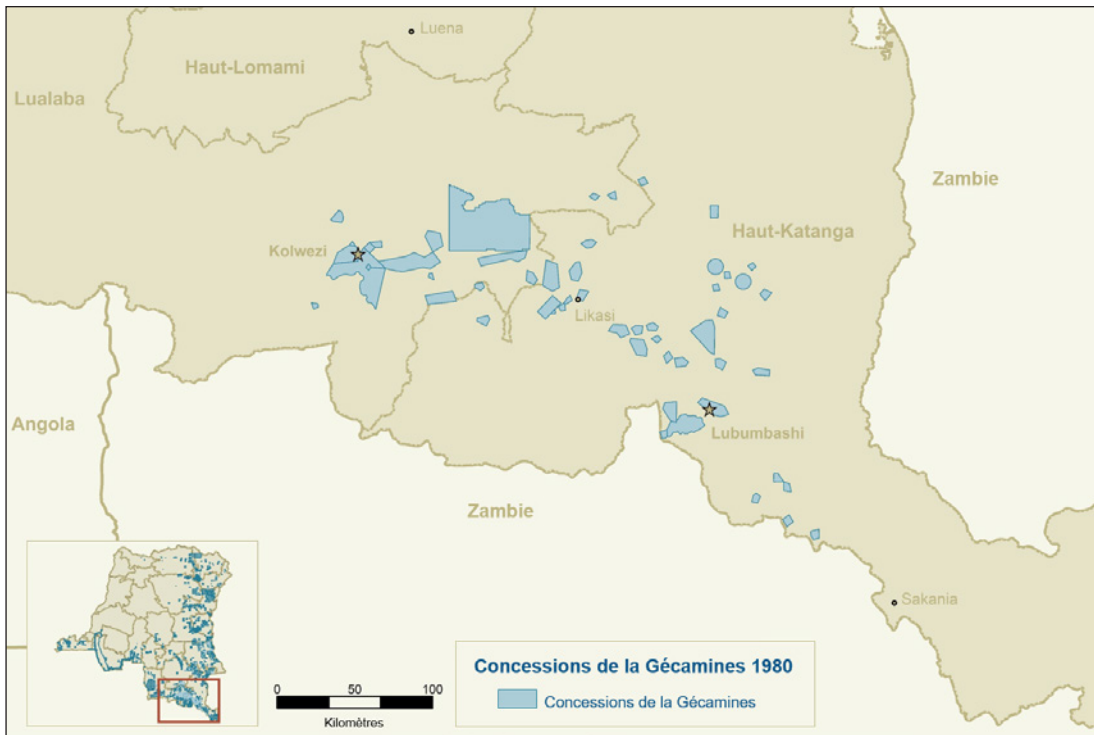 Luena
Haut-Lomami
Lualaba
Zambie
Haut-Katanga
Kolwezi
Likasi
Angola
Lubumbashi
Zambie
Sakania
Concessions de la Gécamines 1980
Concessions de la Gécamines
0 50 100
Kilomètres